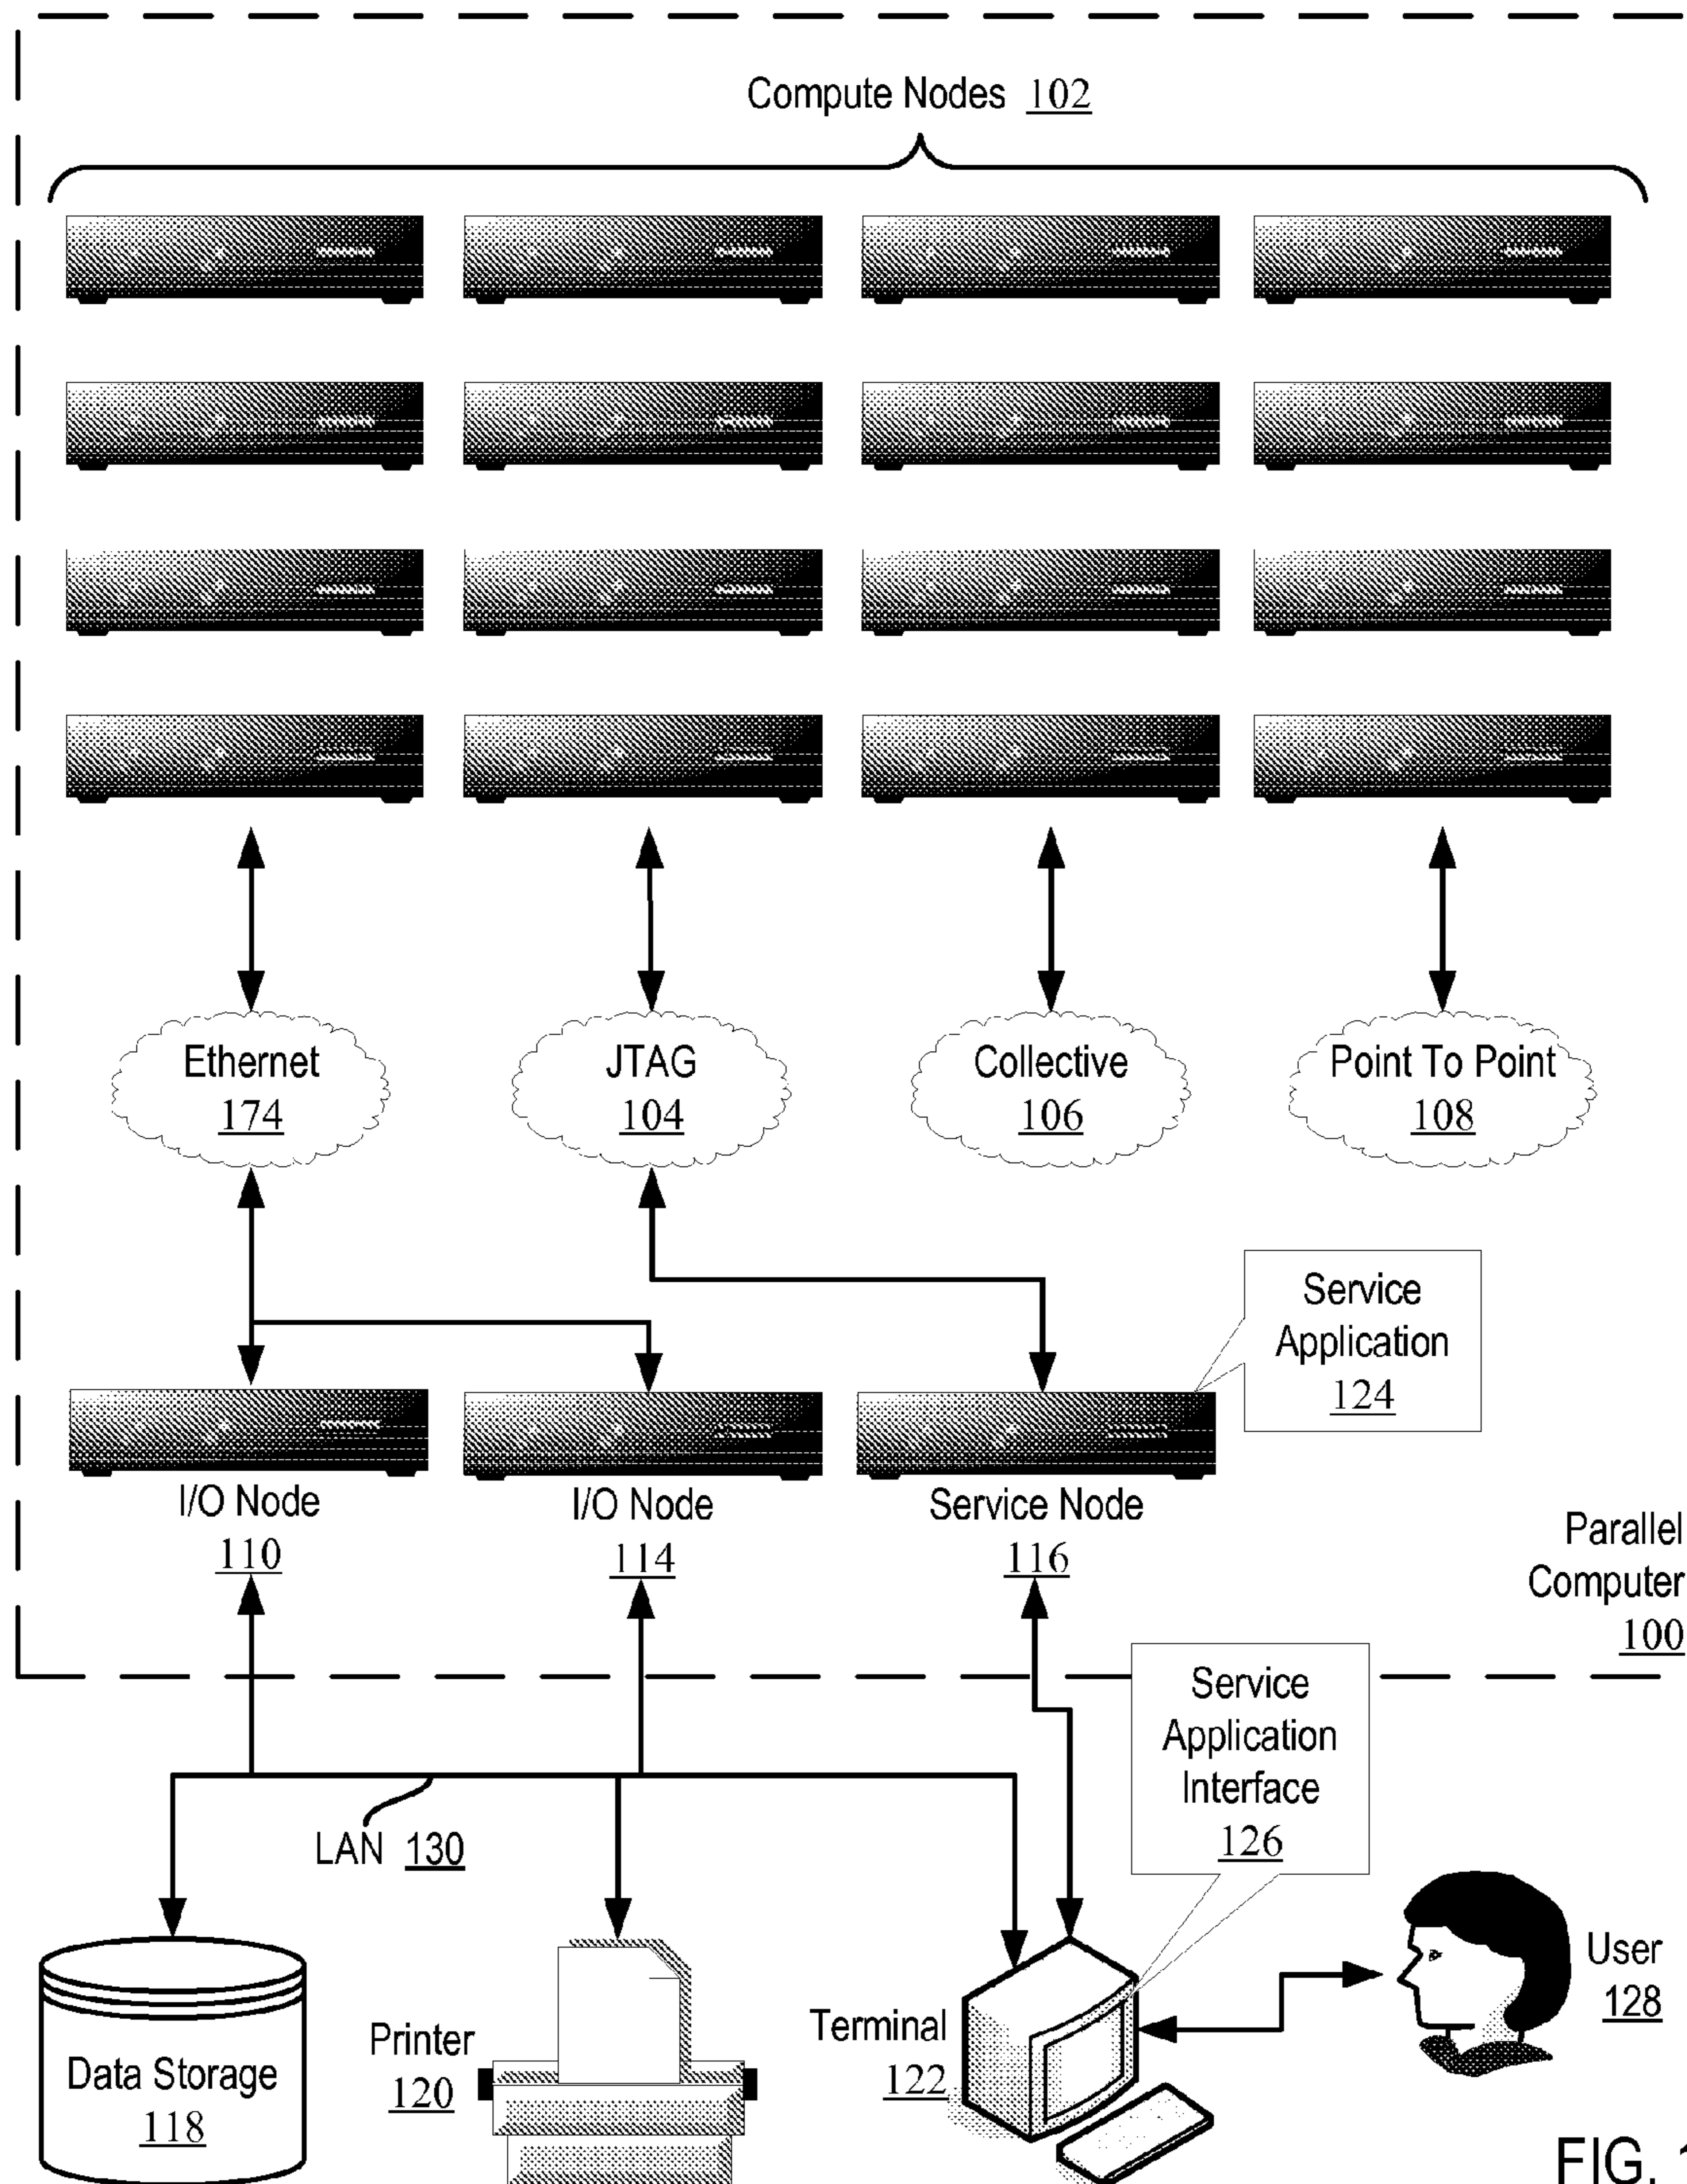 Compute Nodes 102
Ethernet
174
JTAG
104
Collective
106
Point To Point
108
Service
Application
124
I/O Node
110
I/O Node
114
Service Node
116
Parallel
Computer
100
Service
Application
Interface
126
LAN 130
Data Storage
118
Printer
120
Terminal
122
User
128
FIG. 1